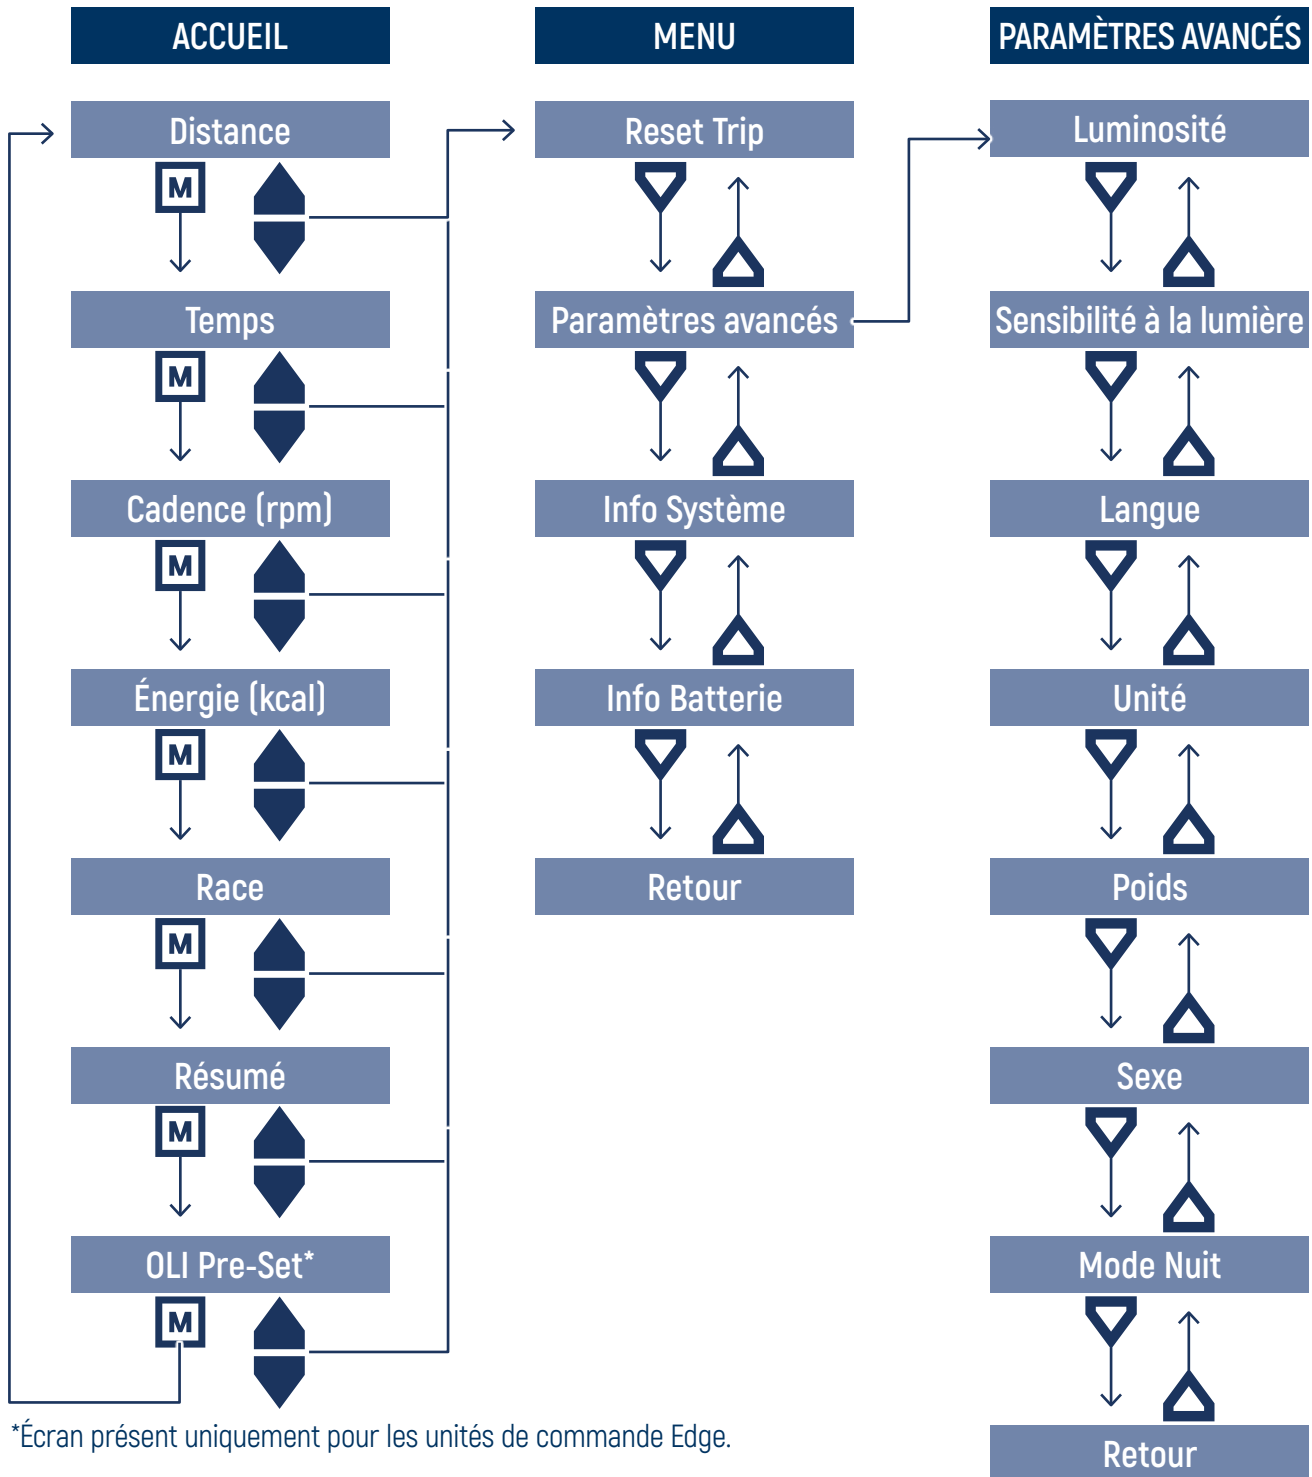 ACCUEIL
Distance
M
Temps
M
Cadence (rpm)
M
Énergie (kcal)
M
Race
M
Résumé
M
OLI Pre-Set*
M
*Écran présent uniquement pour les unités de commande Edge.
MENU
Reset Trip
Paramètres avancés
Info Système
Info Batterie
Retour
PARAMÈTRES AVANCÉS
Luminosité
Sensibilité à la lumière
Langue
Unité
Poids
Sexe
Mode Nuit
Retour